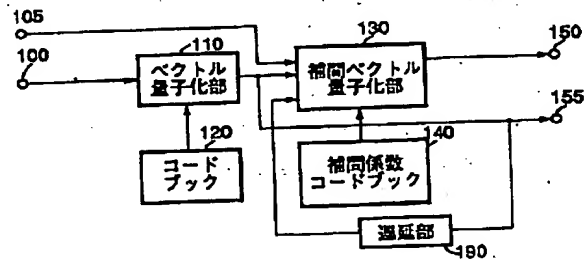 105
100
110
ベクトル
量子化部
130
補間ベクトル
量子化部
150
155
120
コード
ブック
140
補間係数
コードブック
遅延部
190